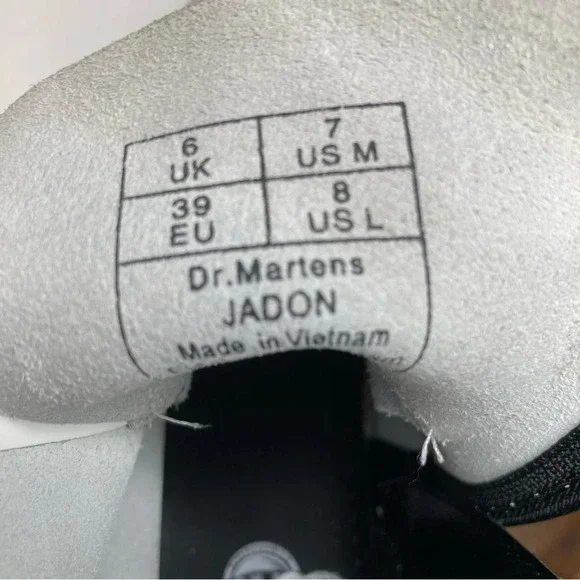 6 UK
7 US M
39 EU
8 US L
Dr.Martens
JADON
Made in Vietnam